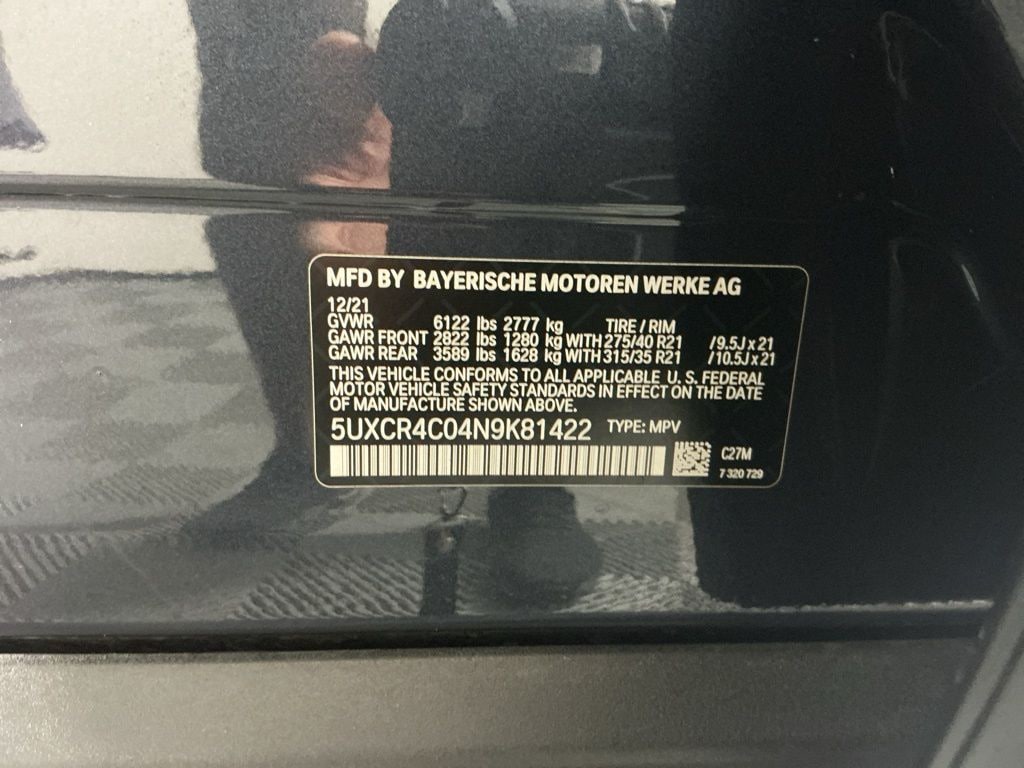 MFD BY BAYERISCHE MOTOREN WERKE AG
12/21
GVWR 6122 lbs 2777 kg TIRE / RIM
GAWR FRONT 2822 lbs 1280 kg WITH 275/40 R21 /9.5J x 21
GAWR REAR 3589 lbs 1628 kg WITH 315/35 R21 /10.5J x 21
THIS VEHICLE CONFORMS TO ALL APPLICABLE U. S. FEDERAL
MOTOR VEHICLE SAFETY STANDARDS IN EFFECT ON THE DATE
OF MANUFACTURE SHOWN ABOVE.
5UXCR4C04N9K81422 TYPE: MPV
C27M
7 320 729